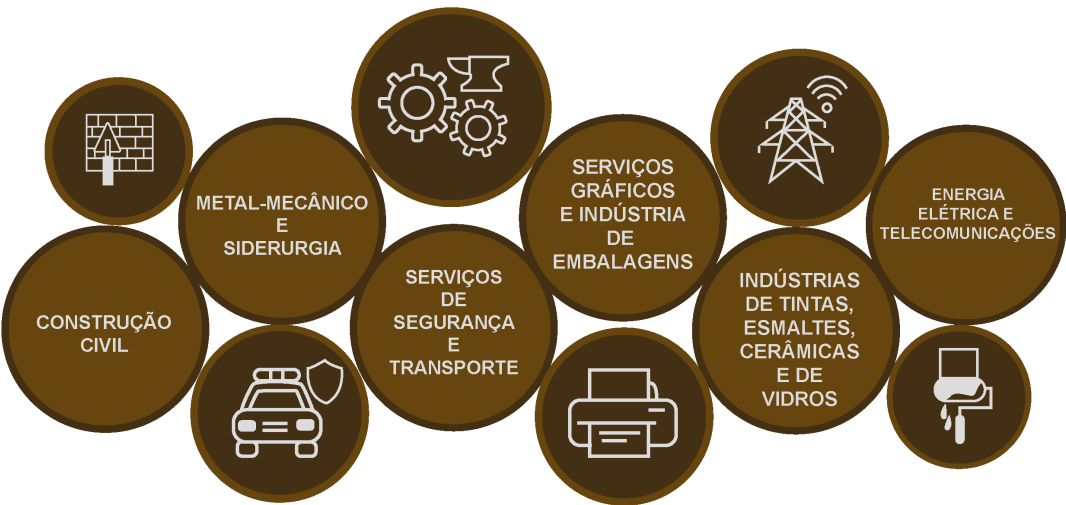 CONSTRUÇÃO
CIVIL
METAL-MECÂNICO
E
SIDERURGIA
SERVIÇOS
DE
SEGURANÇA
E
TRANSPORTE
SERVIÇOS
GRÁFICOS
E INDÚSTRIA
DE
EMBALAGENS
INDÚSTRIAS
DE TINTAS,
ESMALTES,
CERÂMICAS
E DE
VIDROS
ENERGIA
ELÉTRICA E
TELECOMUNICAÇÕES